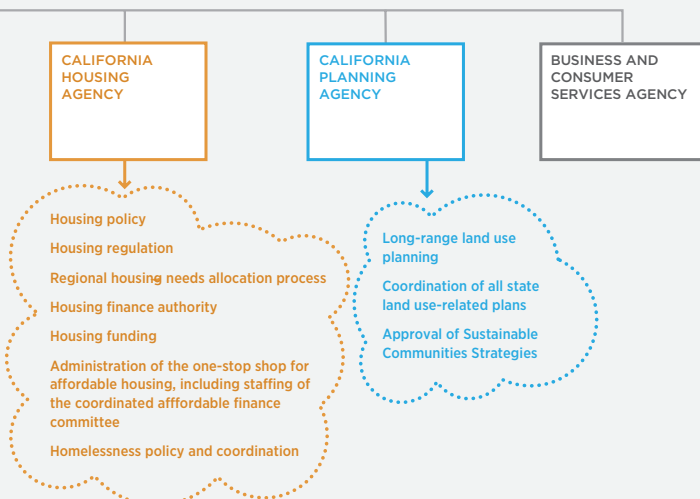 CALIFORNIA
HOUSING
AGENCY
CALIFORNIA
PLANNING
AGENCY
BUSINESS AND
CONSUMER
SERVICES AGENCY
Housing policy
Housing regulation
Regional housing needs allocation process
Housing finance authority
Housing funding
Administration of the one-stop shop for
affordable housing, including staffing of
the coordinated afffordable finance
committee
Homelessness policy and coordination
Long-range land use
planning
Coordination of all state
land use-related plans
Approval of Sustainable
Communities Strategies